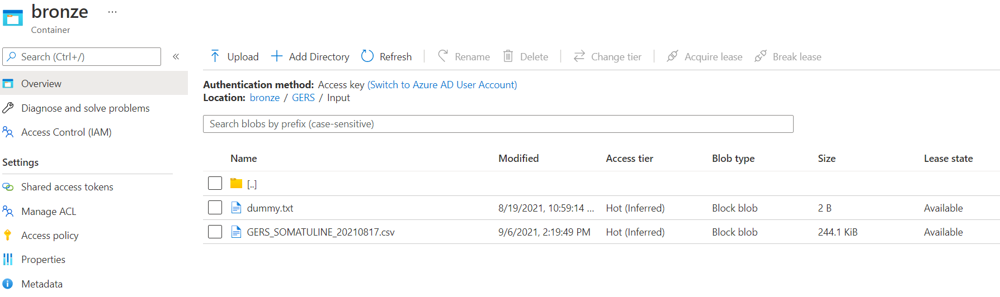 bronze ...
Container
Search (Ctrl+/) «
Overview
Diagnose and solve problems
Access Control (IAM)
Settings
Shared access tokens
Manage ACL
Access policy
Properties
Metadata
Upload Add Directory Refresh Rename Delete Change tier Acquire lease Break lease
Authentication method: Access key (Switch to Azure AD User Account)
Location: bronze / GERS / Input
Search blobs by prefix (case-sensitive)
Name Modified Access tier Blob type Size Lease state
[..]
dummy.txt 8/19/2021, 10:59:14 ... Hot (Inferred) Block blob 2 B Available
GERS_SOMATULINE_20210817.csv 9/6/2021, 2:19:49 PM Hot (Inferred) Block blob 244.1 KiB Available